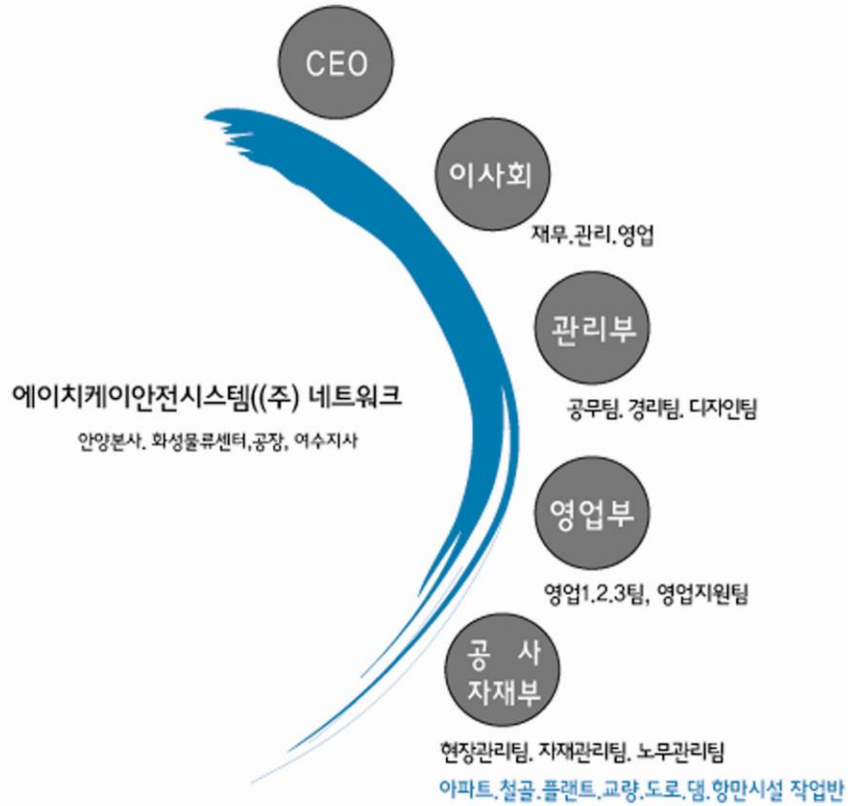 CEO
이사회
재무.관리.영업
관리부
공무팀. 경리팀. 디자인팀
에이치케이안전시스템((주) 네트워크
안양본사. 화성물류센터,공장, 여수지사
영업부
영업1.2.3팀, 영업지원팀
공 사
자재부
현장관리팀. 자재관리팀. 노무관리팀
아파트.철골.플랜트.교량.도로.댐.항만시설 작업반